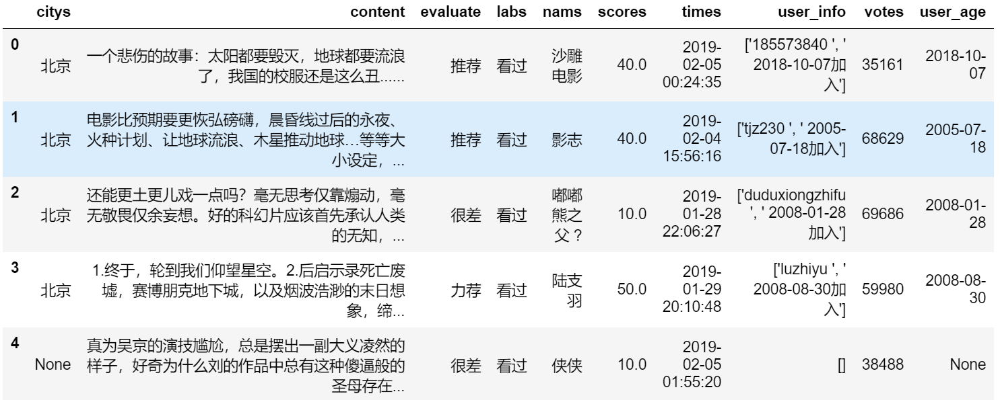 citys content evaluate labs nams scores times user_info votes user_age
0 北京 一个悲伤的故事：太阳都要毁灭，地球都要流浪 推荐 看过 沙雕 40.0 2019- ['185573840 ', ' 35161 2018-10-
了，我国的校服还是这么丑...... 电影 02-05 2018-10-07加 07
00:24:35 入']
1 北京 电影比预期要更恢弘磅礴，晨昏线过后的永夜、 推荐 看过 影志 40.0 2019- ['tjz230 ', ' 2005- 68629 2005-07-
火种计划、让地球流浪、木星推动地球…等等大 02-04 07-18加入'] 18
小设定，... 15:56:16
2 北京 还能更土更儿戏一点吗？毫无思考仅靠煽动，毫 很差 看过 嘟嘟 10.0 2019- ['duduxiongzhifu 69686 2008-01-
无敬畏仅余妄想。好的科幻片应该首先承认人类 熊之 01-28 ', ' 2008-01-28 28
的无知，... 父？ 22:06:27 加入']
3 北京 1.终于，轮到我们仰望星空。2.后启示录死亡废 力荐 看过 陆支 50.0 2019- ['luzhiyu ', ' 59980 2008-08-
墟，赛博朋克地下城，以及烟波浩渺的末日想 羽 01-29 2008-08-30加 30
象，缔... 20:10:48 入']
4 None 真为吴京的演技尴尬，总是摆出一副大义凌然的 很差 看过 侠侠 10.0 2019- [] 38488 None
样子，好奇为什么刘的作品中总有这种傻逼般的 02-05
圣母存在... 01:55:20